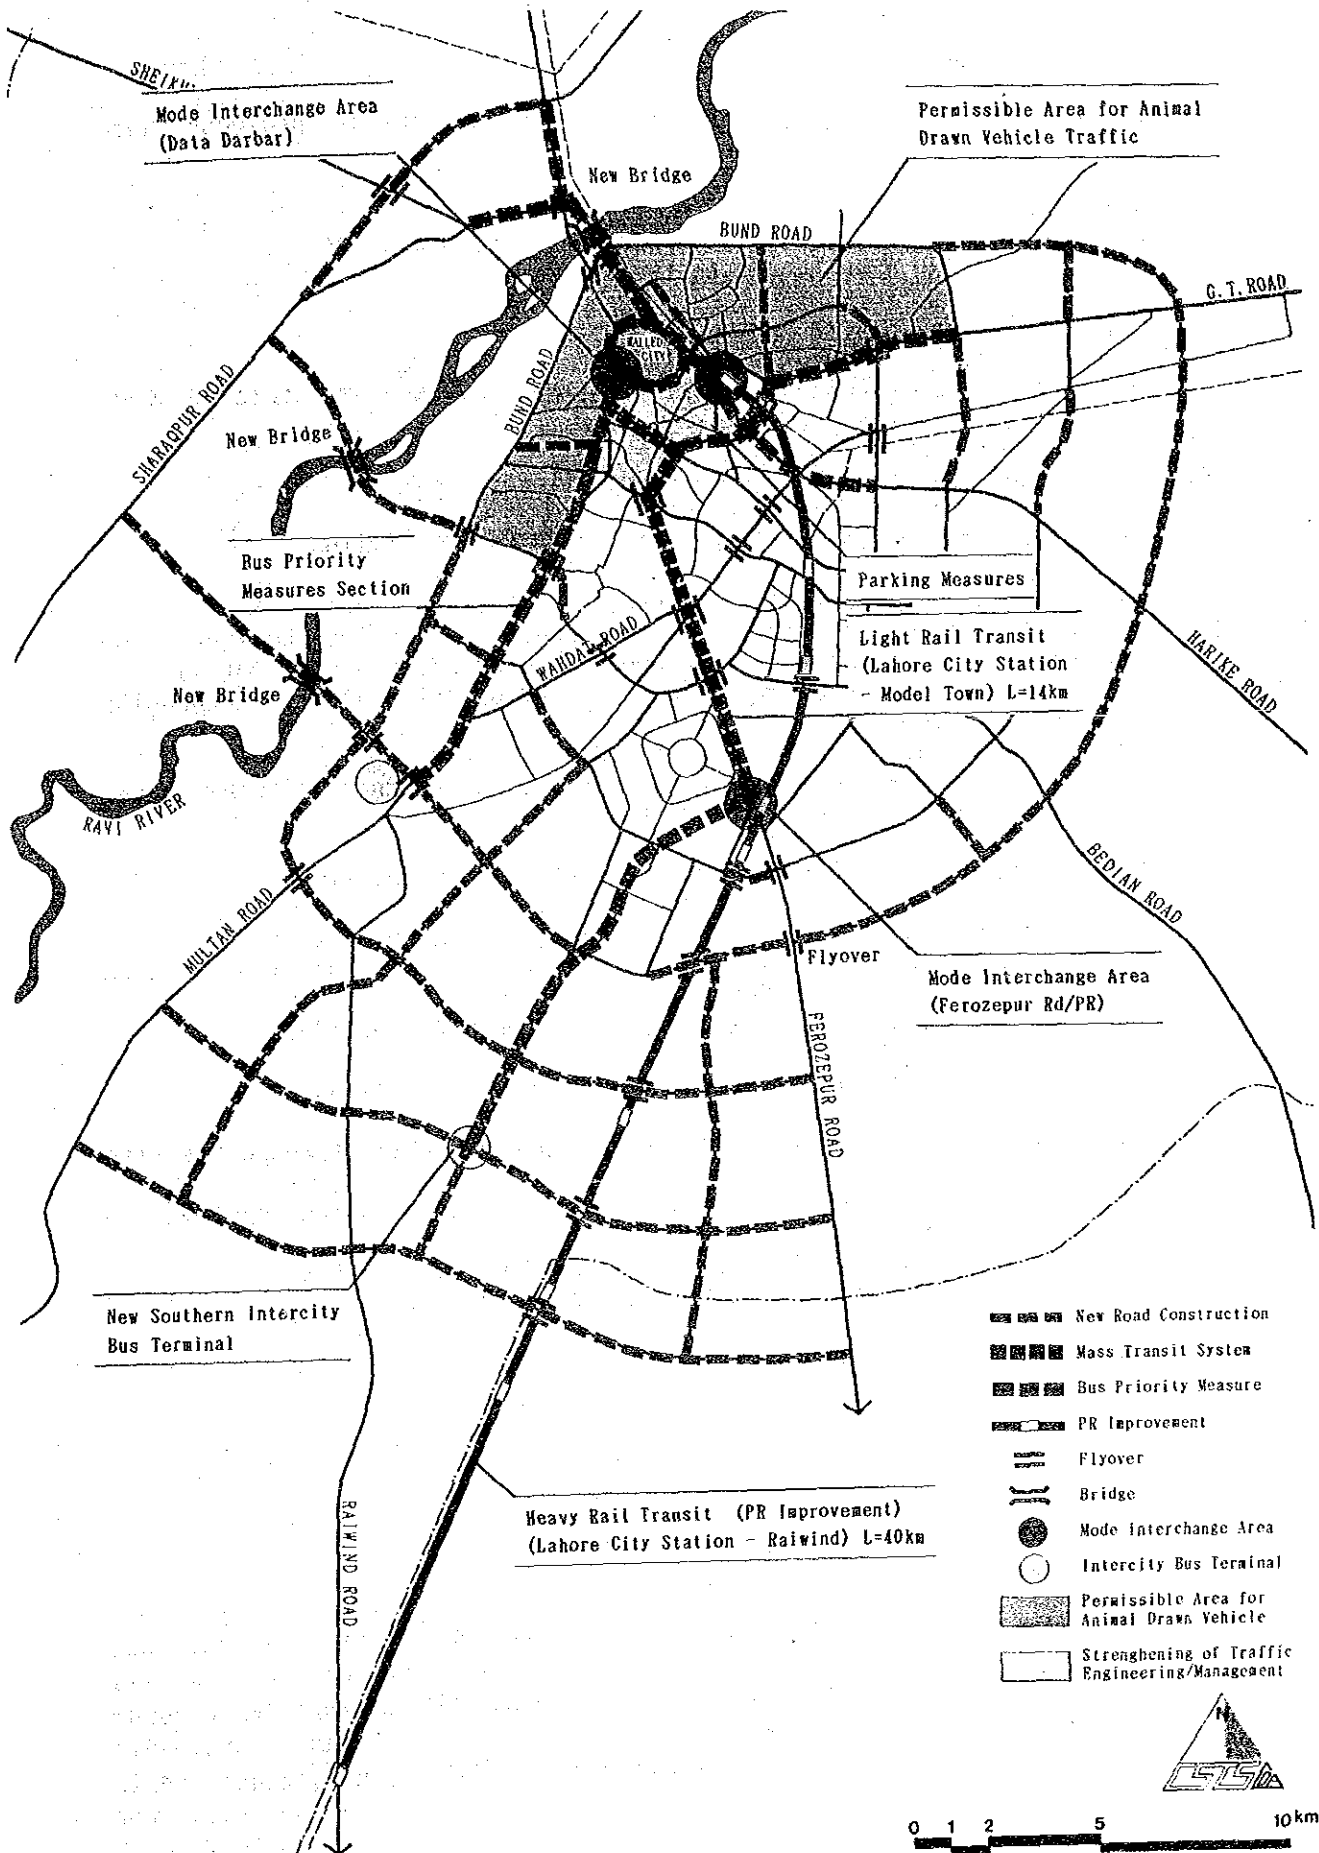 Mode Interchange Area
(Data Darbar)
Permissible Area for Animal
Drawn Vehicle Traffic
New Bridge
BUND ROAD
G.T. ROAD
WALLED
CITY
BUND ROAD
SHARAQPUR ROAD
New Bridge
Bus Priority
Measures Section
Parking Measures
WAHDAT ROAD
Light Rail Transit
(Lahore City Station
- Model Town) L=14km
HARIKE ROAD
New Bridge
RAVI RIVER
BEDIAN ROAD
MULTAN ROAD
Flyover
Mode Interchange Area
(Ferozepur Rd/PR)
FEROZEPUR ROAD
New Southern Intercity
Bus Terminal
RAIWIND ROAD
Heavy Rail Transit (PR Improvement)
(Lahore City Station - Raiwind) L=40km
New Road Construction
Mass Transit System
Bus Priority Measure
PR Improvement
Flyover
Bridge
Mode Interchange Area
Intercity Bus Terminal
Permissible Area for
Animal Drawn Vehicle
Strenghening of Traffic
Engineering/Management
N
0 1 2 5 10 km